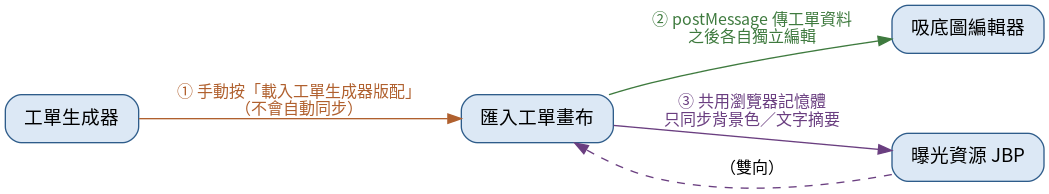 ② postMessage 傳工單資料
之後各自獨立編輯
吸底圖編輯器
① 手動按「載入工單生成器版配」
（不會自動同步）
③ 共用瀏覽器記憶體
只同步背景色／文字摘要
工單生成器
匯入工單畫布
曝光資源 JBP
（雙向）